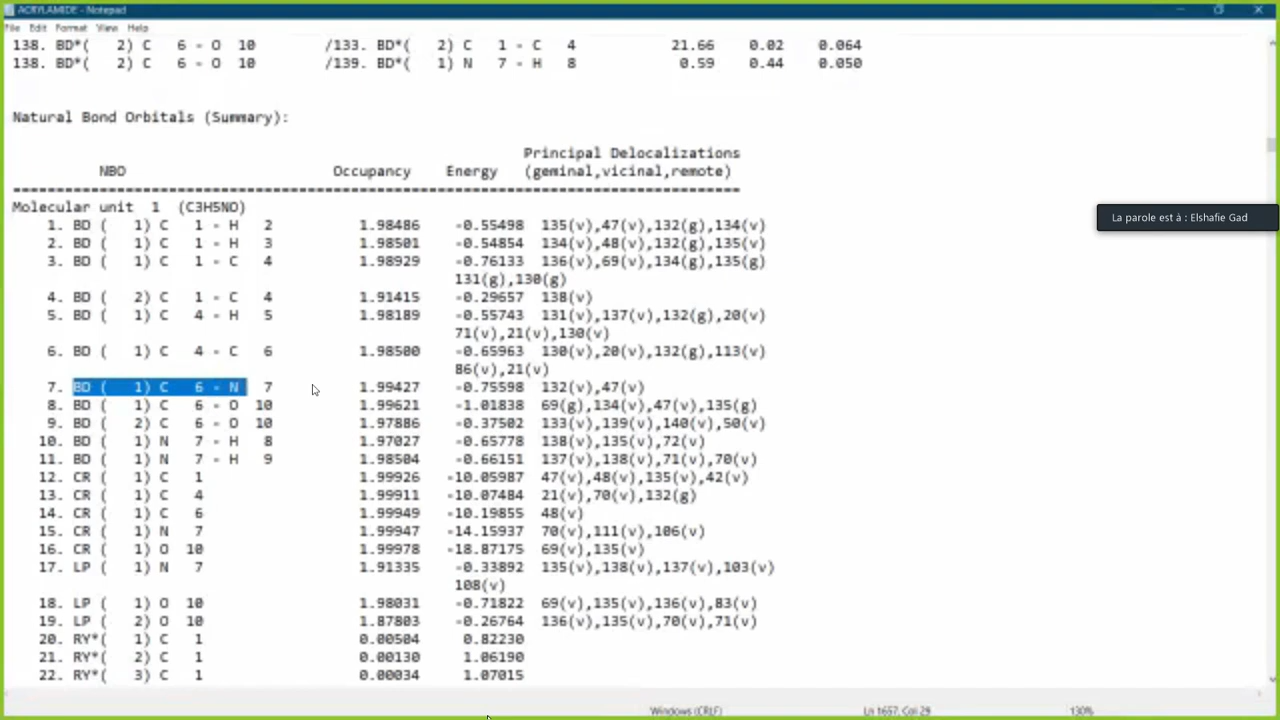 ACRYLAMIDE - Notepad
File Edit Format View Help
138. BD*( 2) C 6 - O 10 /133. BD*( 2) C 1 - C 4 21.66 0.02 0.064
138. BD*( 2) C 6 - O 10 /139. BD*( 1) N 7 - H 8 0.59 0.44 0.050
Natural Bond Orbitals (Summary):
Principal Delocalizations
NBO Occupancy Energy (geminal,vicinal,remote)
====================================================================================
Molecular unit 1 (C3H5NO)
1. BD ( 1) C 1 - H 2 1.98486 -0.55498 135(v),47(v),132(g),134(v)
2. BD ( 1) C 1 - H 3 1.98501 -0.54854 134(v),48(v),132(g),135(v)
3. BD ( 1) C 1 - C 4 1.98929 -0.76133 136(v),69(v),134(g),135(g)
131(g),130(g)
4. BD ( 2) C 1 - C 4 1.91415 -0.29657 138(v)
5. BD ( 1) C 4 - H 5 1.98189 -0.55743 131(v),137(v),132(g),20(v)
71(v),21(v),130(v)
6. BD ( 1) C 4 - C 6 1.98500 -0.65963 130(v),20(v),132(g),113(v)
86(v),21(v)
7. BD ( 1) C 6 - N 7 1.99427 -0.75598 132(v),47(v)
8. BD ( 1) C 6 - O 10 1.99621 -1.01838 69(g),134(v),47(v),135(g)
9. BD ( 2) C 6 - O 10 1.97886 -0.37502 133(v),139(v),140(v),50(v)
10. BD ( 1) N 7 - H 8 1.97027 -0.65778 138(v),135(v),72(v)
11. BD ( 1) N 7 - H 9 1.98504 -0.66151 137(v),138(v),71(v),70(v)
12. CR ( 1) C 1 1.99926 -10.05987 47(v),48(v),135(v),42(v)
13. CR ( 1) C 4 1.99911 -10.07484 21(v),70(v),132(g)
14. CR ( 1) C 6 1.99949 -10.19855 48(v)
15. CR ( 1) N 7 1.99947 -14.15937 70(v),111(v),106(v)
16. CR ( 1) O 10 1.99978 -18.87175 69(v),135(v)
17. LP ( 1) N 7 1.91335 -0.33892 135(v),138(v),137(v),103(v)
108(v)
18. LP ( 1) O 10 1.98031 -0.71822 69(v),135(v),136(v),83(v)
19. LP ( 2) O 10 1.87803 -0.26764 136(v),135(v),70(v),71(v)
20. RY*( 1) C 1 0.00504 0.82230
21. RY*( 2) C 1 0.00130 1.06190
22. RY*( 3) C 1 0.00034 1.07015
La parole est à : Elshafie Gad
Windows (CRLF) Ln 1657, Col 29 130%